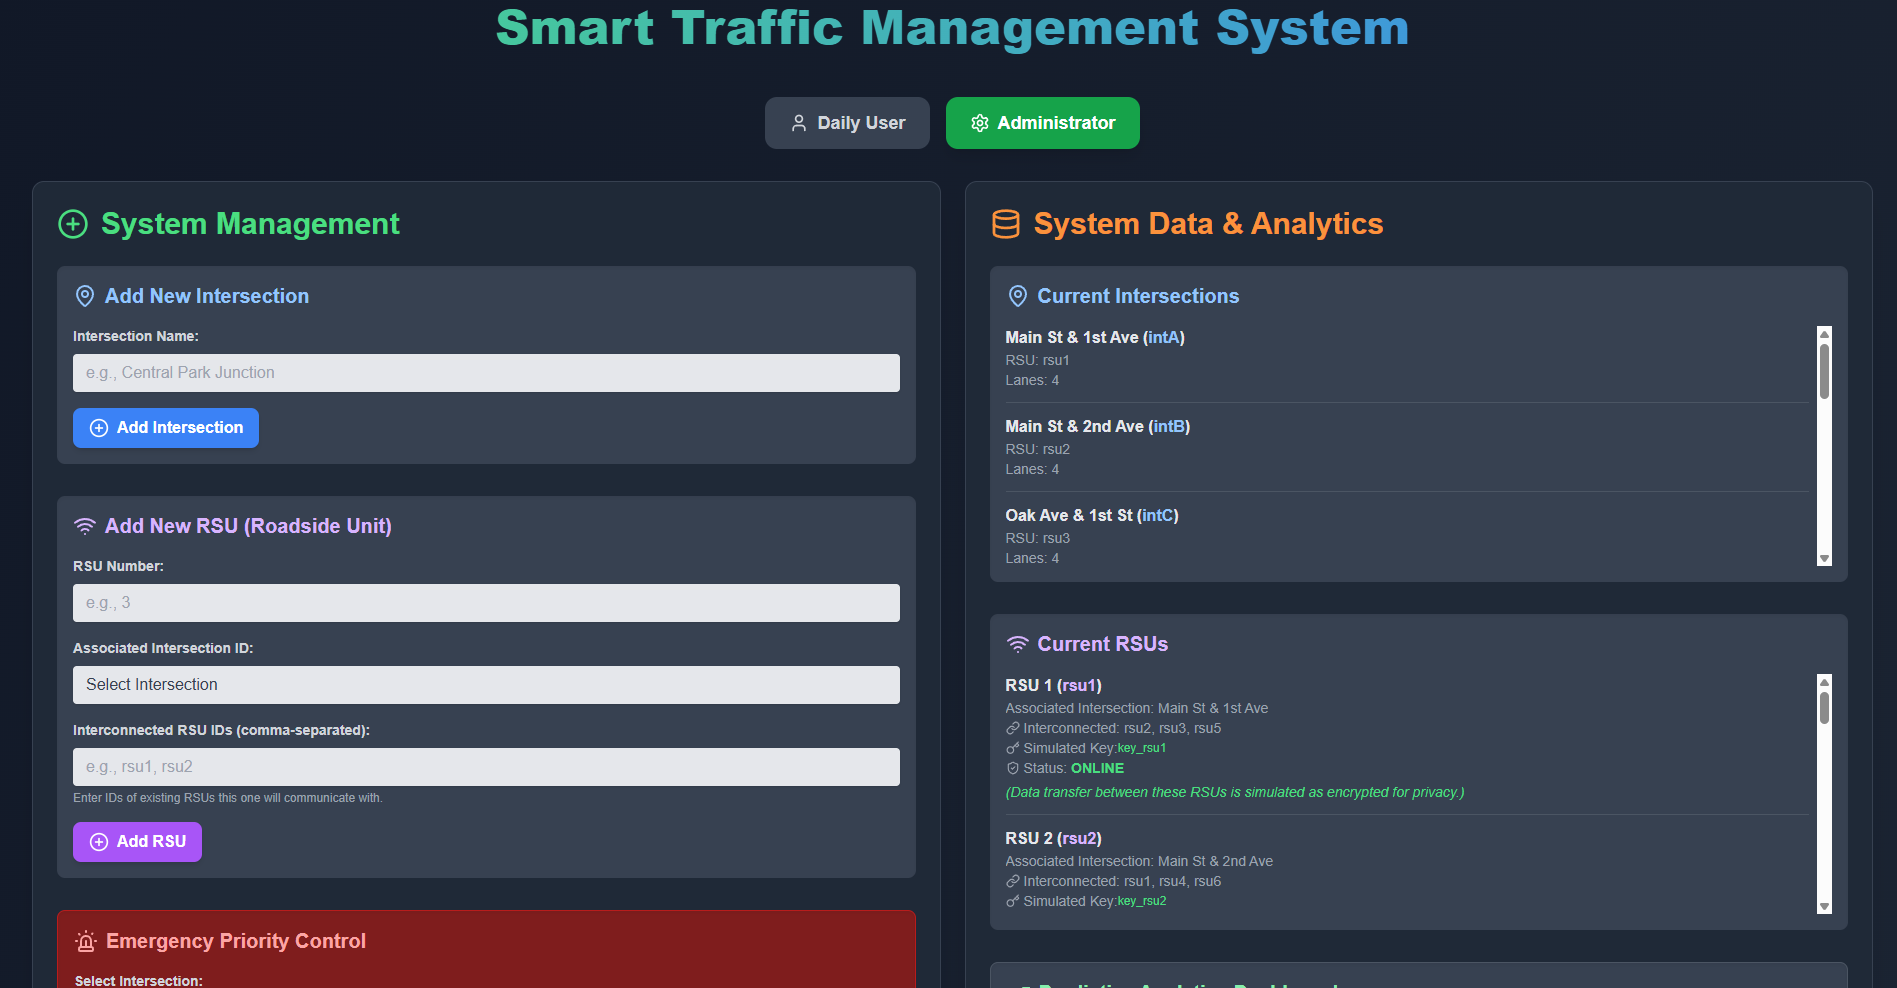 Smart Traffic Management System
Daily User
Administrator
System Management
Add New Intersection
Intersection Name:
e.g., Central Park Junction
Add Intersection
Add New RSU (Roadside Unit)
RSU Number:
e.g., 3
Associated Intersection ID:
Select Intersection
Interconnected RSU IDs (comma-separated):
e.g., rsu1, rsu2
Enter IDs of existing RSUs this one will communicate with.
Add RSU
Emergency Priority Control
Select Intersection:
System Data & Analytics
Current Intersections
Main St & 1st Ave (intA)
RSU: rsu1
Lanes: 4
Main St & 2nd Ave (intB)
RSU: rsu2
Lanes: 4
Oak Ave & 1st St (intC)
RSU: rsu3
Lanes: 4
Current RSUs
RSU 1 (rsu1)
Associated Intersection: Main St & 1st Ave
Interconnected: rsu2, rsu3, rsu5
Simulated Key:key_rsu1
Status: ONLINE
(Data transfer between these RSUs is simulated as encrypted for privacy.)
RSU 2 (rsu2)
Associated Intersection: Main St & 2nd Ave
Interconnected: rsu1, rsu4, rsu6
Simulated Key:key_rsu2